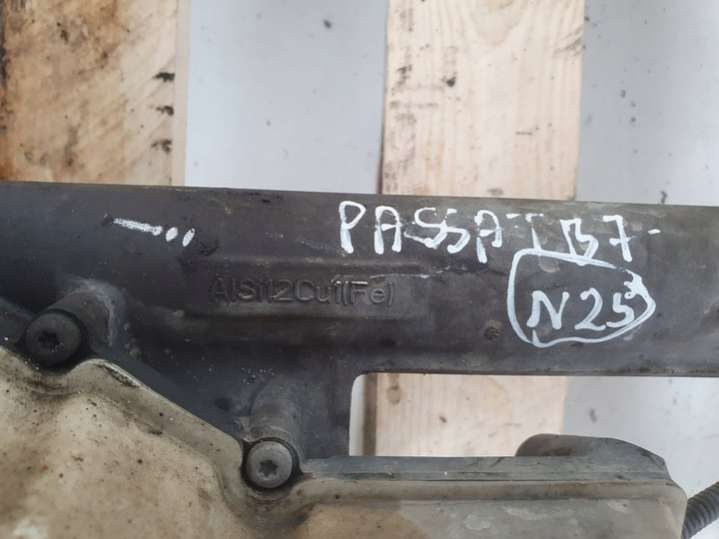 PASSAT B7
AlSi12Cu1(Fe)
N25